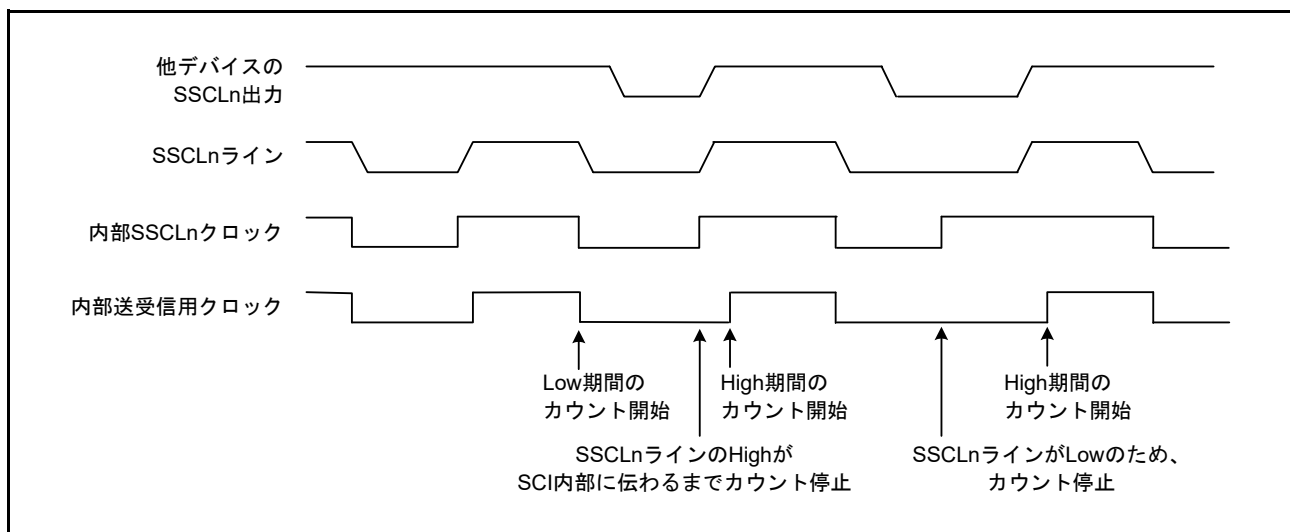 他デバイスの
SSCLn出力
SSCLnライン
内部SSCLnクロック
内部送受信用クロック
Low期間の
カウント開始
High期間の
カウント開始
High期間の
カウント開始
SSCLnラインのHighが
SCI内部に伝わるまでカウント停止
SSCLnラインがLowのため、
カウント停止